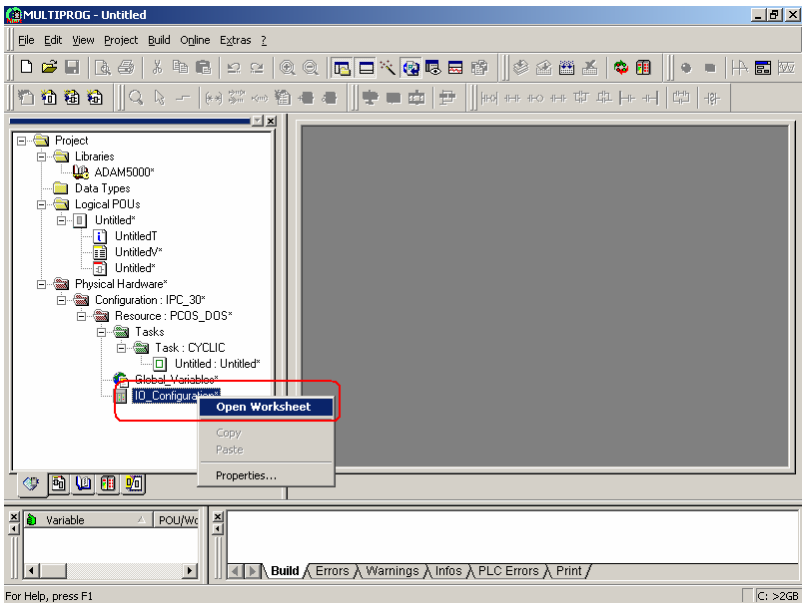 MULTIPROG - Untitled
File Edit View Project Build Online Extras ?
Project
Libraries
ADAM5000*
Data Types
Logical POUs
Untitled*
UntitledT
UntitledV*
Untitled*
Physical Hardware*
Configuration : IPC_30*
Resource : PCOS_DOS*
Tasks
Task : CYCLIC
Untitled : Untitled*
Global_Variables*
IO_Configuration*
Open Worksheet
Copy
Paste
Properties...
Variable POU/Wo
Build Errors Warnings Infos PLC Errors Print
For Help, press F1 C: >2GB